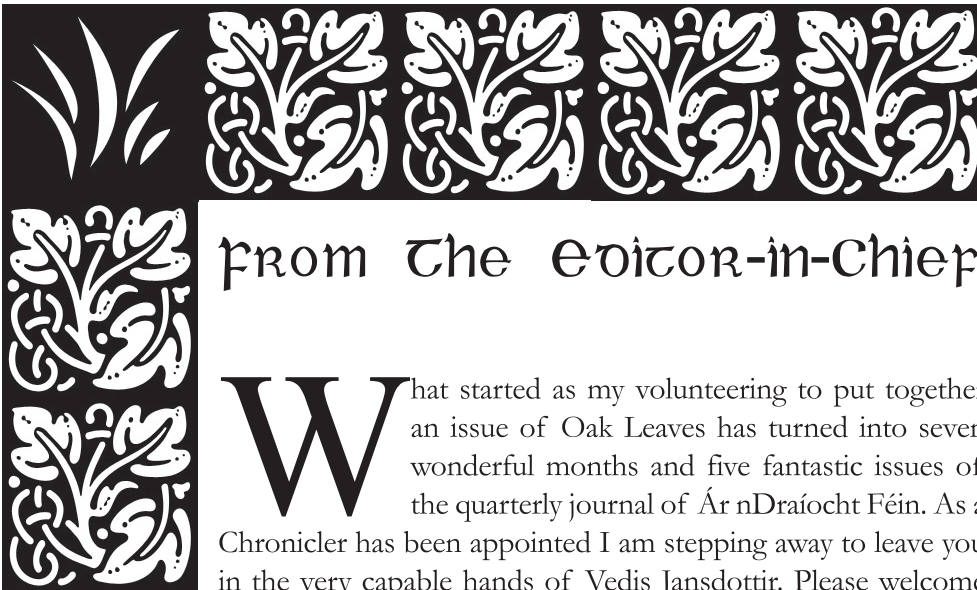 From The Editor-in-Chief
What started as my volunteering to put together
an issue of Oak Leaves has turned into seven
wonderful months and five fantastic issues of
the quarterly journal of Ár nDraíocht Féin. As a
Chronicler has been appointed I am stepping away to leave you
in the very capable hands of Vedis Jansdottir. Please welcome